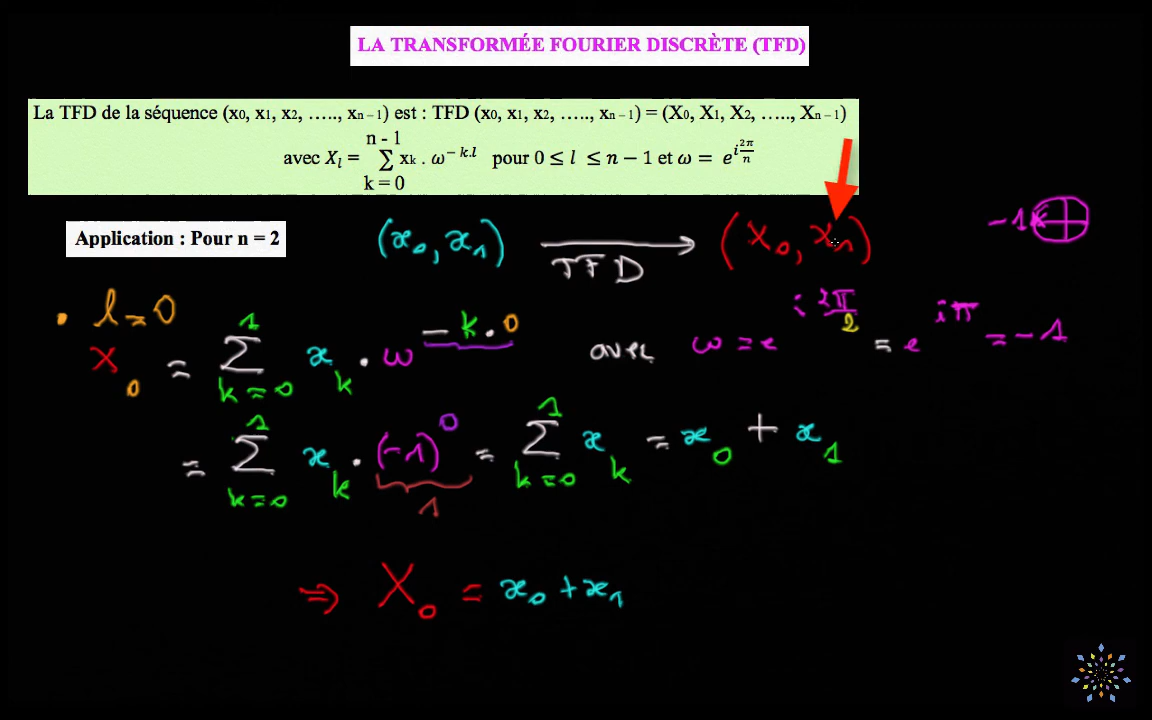 LA TRANSFORMÉE FOURIER DISCRÈTE (TFD)
La TFD de la séquence (x0, x1, x2, ….., xn – 1) est : TFD (x0, x1, x2, ….., xn – 1) = (X0, X1, X2, ….., Xn – 1)
n - 1
avec Xₗ = ∑ xk . ω^(– k.l) pour 0 ≤ l ≤ n − 1 et ω = e^(i2π/n)
k = 0
Application : Pour n = 2
(x₀, x₁) → TFD (X₀, X₁)
-1
• l = 0
X₀ = ∑_{k=0}^{1} x_k . ω^(-k.0) avec ω = e^(i2π/2) = e^(iπ) = -1
= ∑_{k=0}^{1} x_k . (-1)^0 = ∑_{k=0}^{1} x_k = x₀ + x₁
1
⇒ X₀ = x₀ + x₁